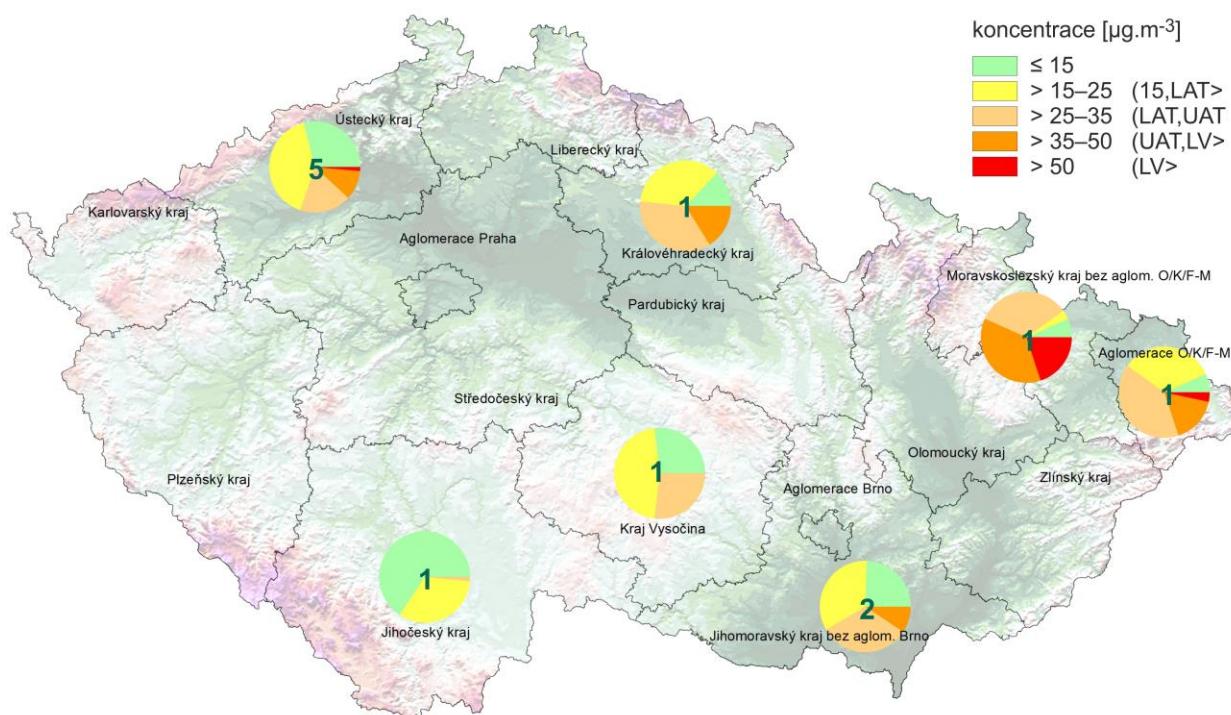 koncentrace [µg.m⁻³]
≤ 15
> 15–25 (15,LAT>
> 25–35 (LAT,UAT
> 35–50 (UAT,LV>
> 50 (LV>
Ústecký kraj
5
Liberecký kraj
Karlovarský kraj
1
Aglomerace Praha
Královéhradecký kraj
Moravskoslezský kraj bez aglom. O/K/F-M
Pardubický kraj
1
Aglomerace O/K/F-M
1
Středočeský kraj
Olomoucký kraj
1
Plzeňský kraj
Zlínský kraj
Aglomerace Brno
Kraj Vysočina
1
2
Jihočeský kraj
Jihomoravský kraj bez aglom. Brno